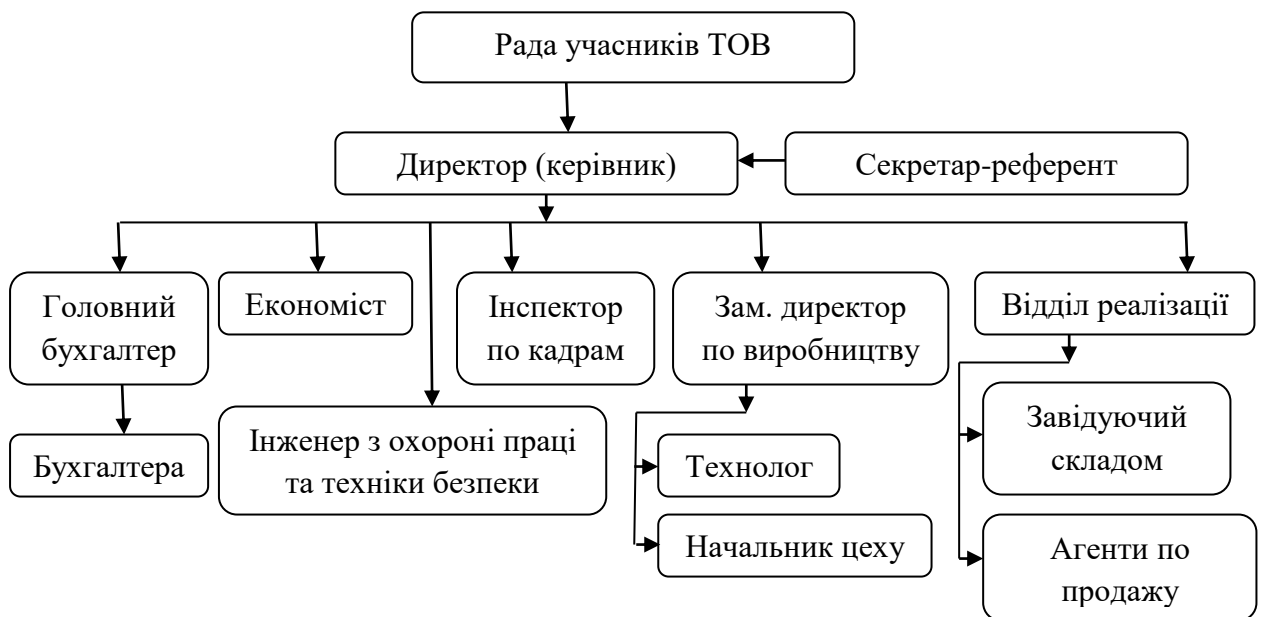 Рада учасників ТОВ
Директор (керівник)
Секретар-референт
Головний
бухгалтер
Економіст
Інспектор
по кадрам
Зам. директор
по виробництву
Відділ реалізації
Бухгалтера
Інженер з охороні праці
та техніки безпеки
Технолог
Начальник цеху
Завідуючий
складом
Агенти по
продажу